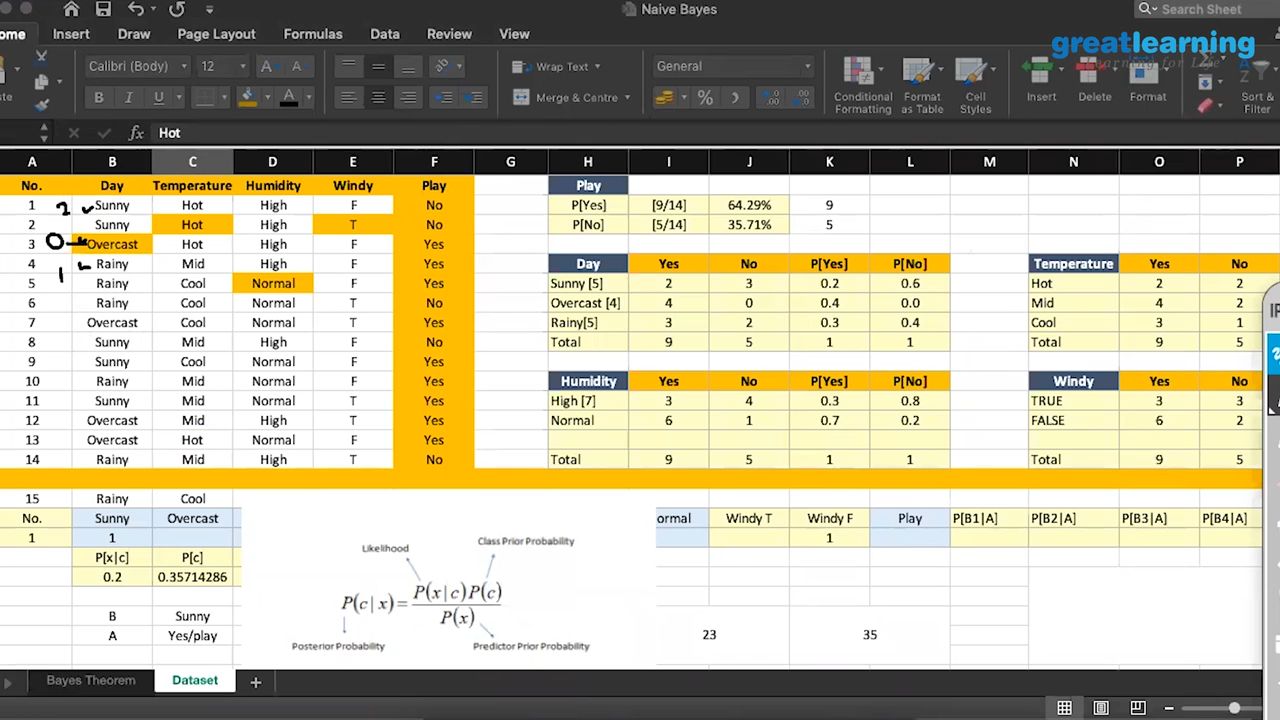 Naive Bayes
Search Sheet
greatlearning
Learning for Life
ome Insert Draw Page Layout Formulas Data Review View
Calibri (Body) 12 A A Wrap Text General
B I U A Merge & Centre % Conditional Formatting Format as Table Cell Styles Insert Delete Format Sort & Filter
fx Hot
A B C D E F G H I J K L M N O P
No. Day Temperature Humidity Windy Play Play
1 Sunny Hot High F No P[Yes] [9/14] 64.29% 9
2 Sunny Hot High T No P[No] [5/14] 35.71% 5
3 Overcast Hot High F Yes
4 Rainy Mid High F Yes Day Yes No P[Yes] P[No] Temperature Yes No
5 Rainy Cool Normal F Yes Sunny [5] 2 3 0.2 0.6 Hot 2 2
6 Rainy Cool Normal T No Overcast [4] 4 0 0.4 0.0 Mid 4 2
7 Overcast Cool Normal T Yes Rainy[5] 3 2 0.3 0.4 Cool 3 1
8 Sunny Mid High F No Total 9 5 1 1 Total 9 5
9 Sunny Cool Normal F Yes
10 Rainy Mid Normal F Yes Humidity Yes No P[Yes] P[No] Windy Yes No
11 Sunny Mid Normal T Yes High [7] 3 4 0.3 0.8 TRUE 3 3
12 Overcast Mid High T Yes Normal 6 1 0.7 0.2 FALSE 6 2
13 Overcast Hot Normal F Yes
14 Rainy Mid High T No Total 9 5 1 1 Total 9 5
2
0
1
15 Rainy Cool
No. Sunny Overcast ormal Windy T Windy F Play P[B1|A] P[B2|A] P[B3|A] P[B4|A]
1 1 1
P[x|c] P[c]
0.2 0.35714286
B Sunny
A Yes/play 23 35
Likelihood Class Prior Probability
P(c|x) = P(x|c)P(c)
P(x)
Posterior Probability Predictor Prior Probability
Bayes Theorem Dataset +